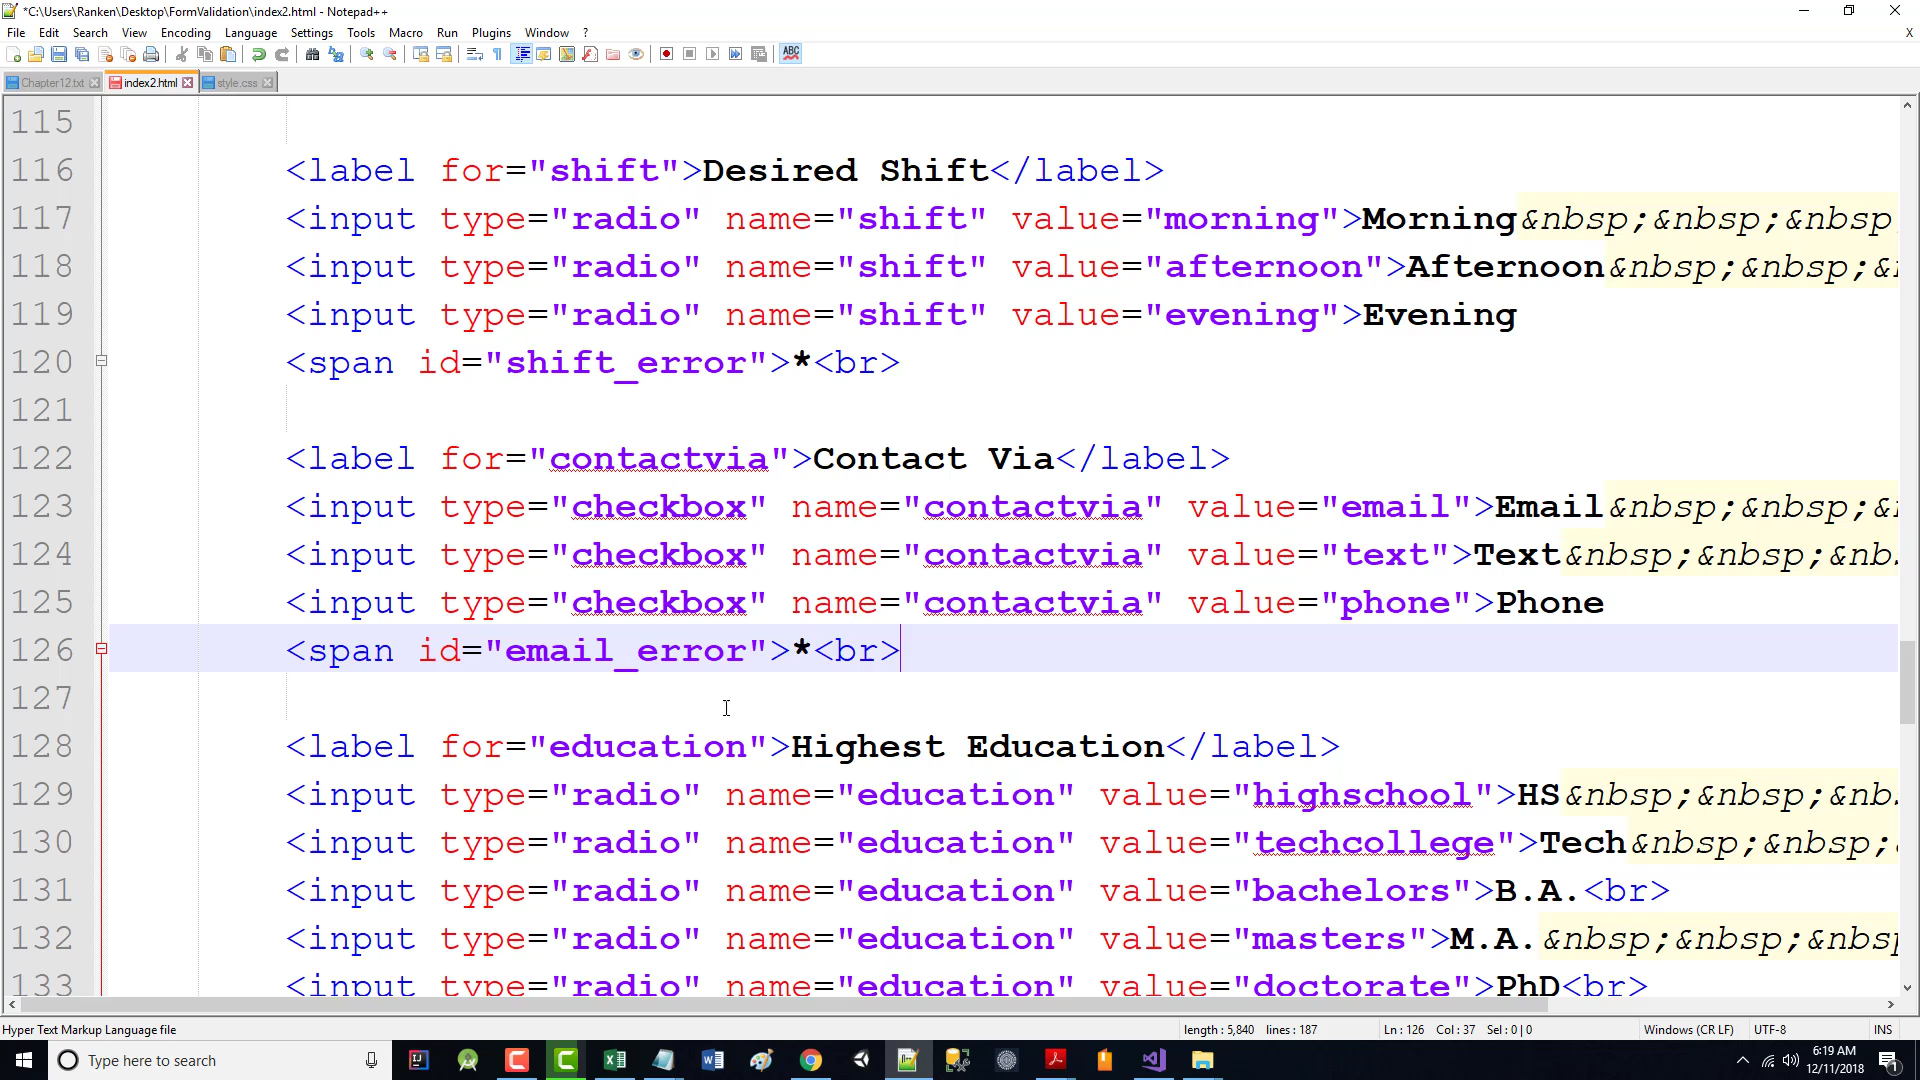 *C:\Users\Ranken\Desktop\FormValidation\index2.html - Notepad++
File Edit Search View Encoding Language Settings Tools Macro Run Plugins Window ? X
Chapter12.txt index2.html style.css
115
116 <label for="shift">Desired Shift</label>
117 <input type="radio" name="shift" value="morning">Morning&nbsp;&nbsp;&nbsp
118 <input type="radio" name="shift" value="afternoon">Afternoon&nbsp;&nbsp;&
119 <input type="radio" name="shift" value="evening">Evening
120 <span id="shift_error">*<br>
121
122 <label for="contactvia">Contact Via</label>
123 <input type="checkbox" name="contactvia" value="email">Email&nbsp;&nbsp;&
124 <input type="checkbox" name="contactvia" value="text">Text&nbsp;&nbsp;&nb
125 <input type="checkbox" name="contactvia" value="phone">Phone
126 <span id="email_error">*<br>
127
128 <label for="education">Highest Education</label>
129 <input type="radio" name="education" value="highschool">HS&nbsp;&nbsp;&nb
130 <input type="radio" name="education" value="techcollege">Tech&nbsp;&nbsp;
131 <input type="radio" name="education" value="bachelors">B.A.<br>
132 <input type="radio" name="education" value="masters">M.A.&nbsp;&nbsp;&nbs
133 <input type="radio" name="education" value="doctorate">PhD<br>
Hyper Text Markup Language file length : 5,840 lines : 187 Ln : 126 Col : 37 Sel : 0 | 0 Windows (CR LF) UTF-8 INS
Type here to search
6:19 AM
12/11/2018